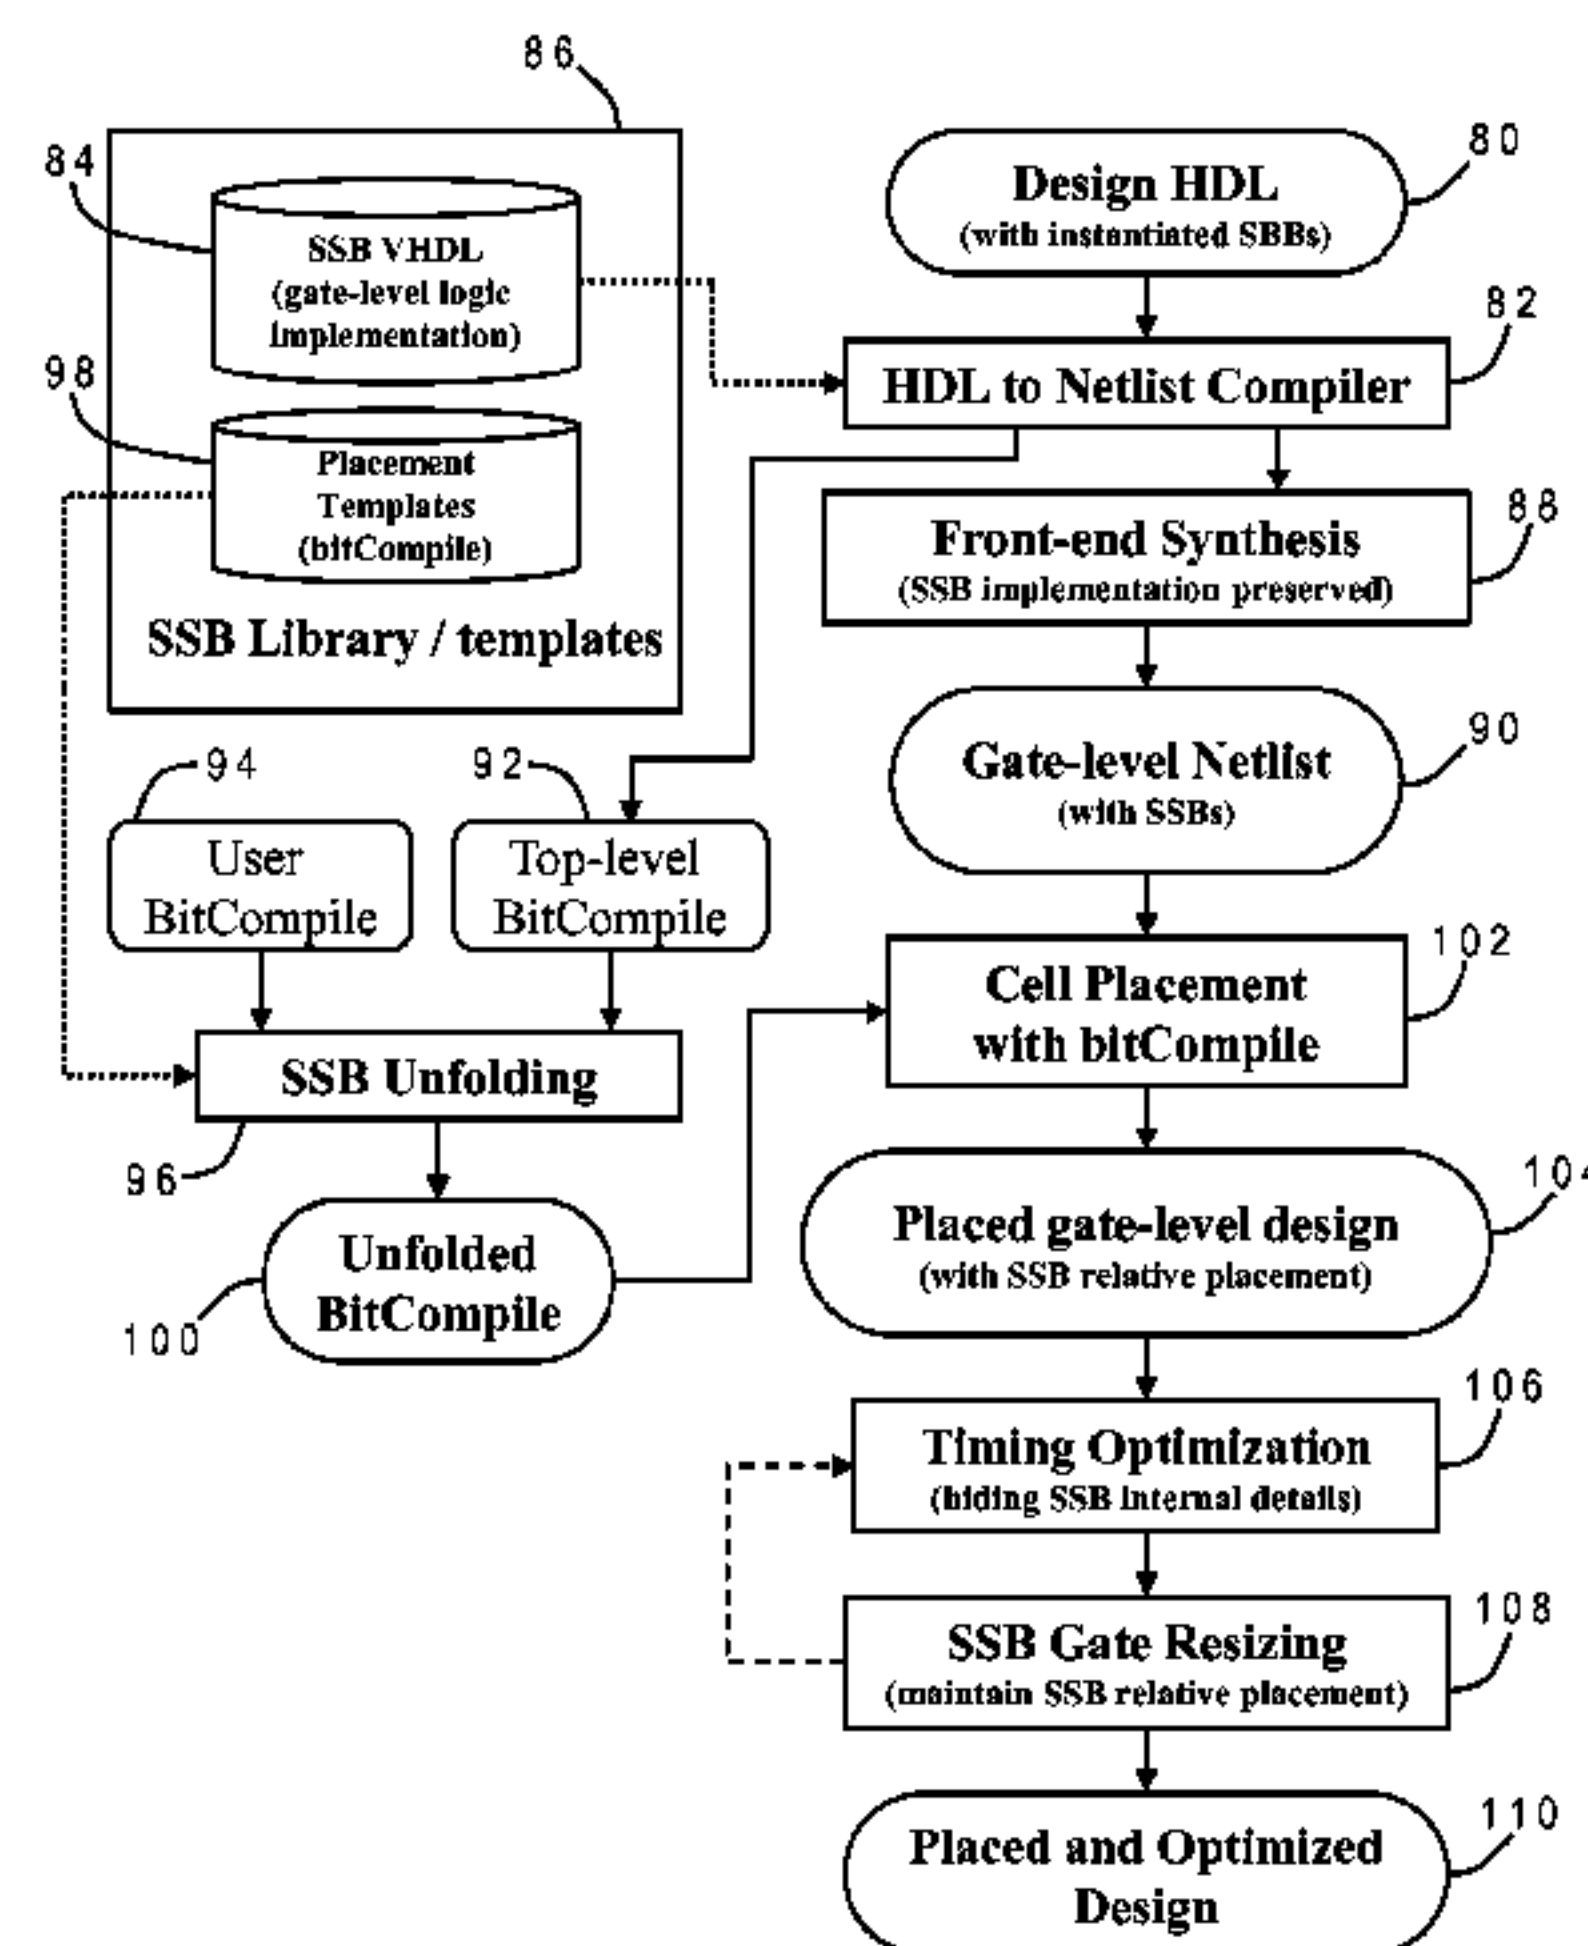 86
84
SSB VHDL
(gate-level logic
implementation)
98
Placement
Templates
(bitCompile)
SSB Library / templates
80
Design HDL
(with instantiated SBBs)
82
HDL to Netlist Compiler
88
Front-end Synthesis
(SSB implementation preserved)
90
Gate-level Netlist
(with SSBs)
94
User
BitCompile
92
Top-level
BitCompile
102
Cell Placement
with bitCompile
SSB Unfolding
96
Unfolded
BitCompile
100
104
Placed gate-level design
(with SSB relative placement)
106
Timing Optimization
(hiding SSB internal details)
108
SSB Gate Resizing
(maintain SSB relative placement)
110
Placed and Optimized
Design